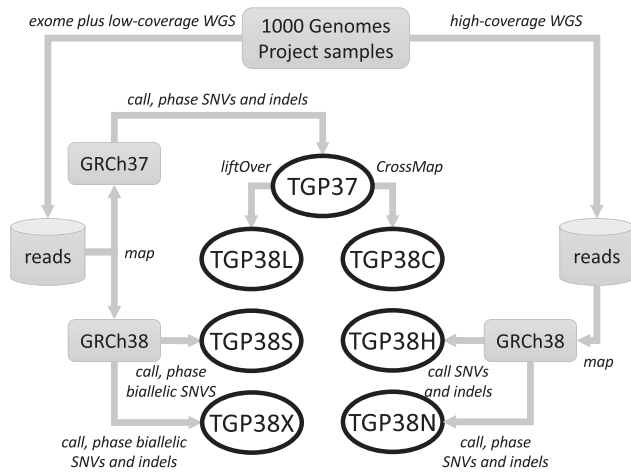 exome plus low-coverage WGS
1000 Genomes
Project samples
high-coverage WGS
call, phase SNVs and indels
GRCh37
liftOver
CrossMap
TGP37
reads
map
TGP38L
TGP38C
reads
GRCh38
TGP38S
TGP38H
GRCh38
map
call, phase
biallelic SNVS
call SNVs
and indels
TGP38X
TGP38N
call, phase biallelic
SNVs and indels
call, phase
SNVs and indels